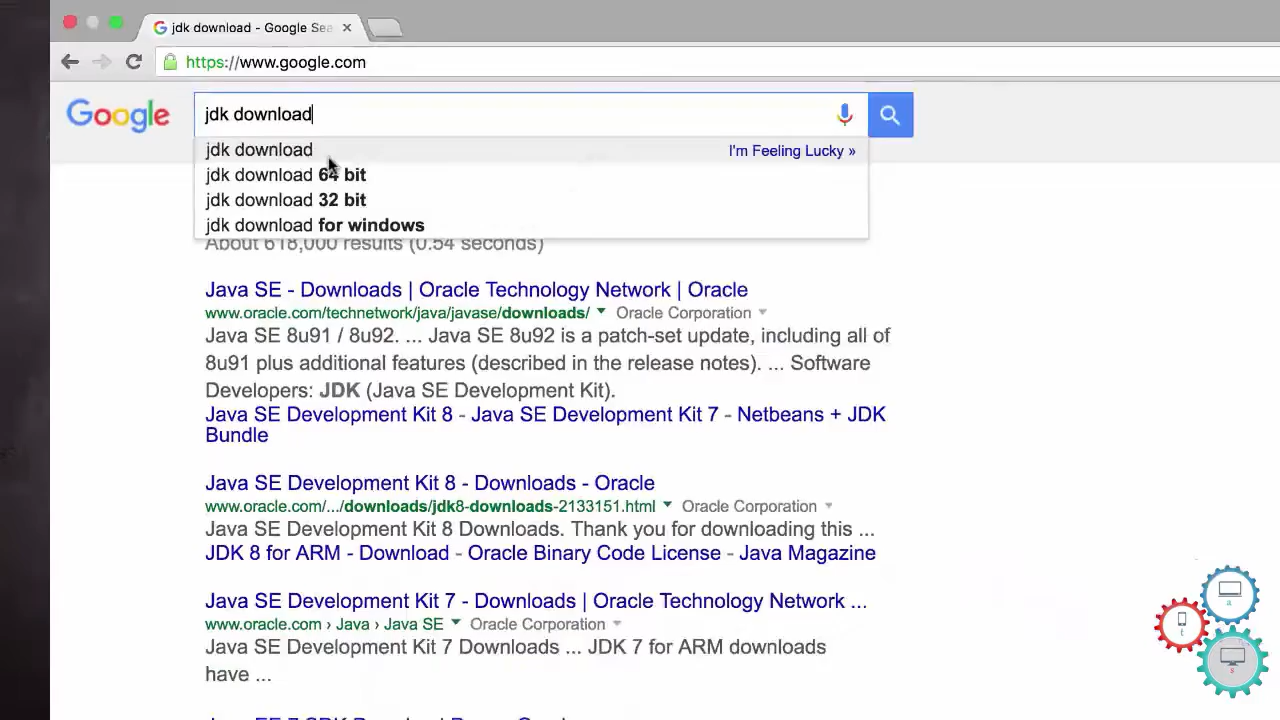 jdk download - Google Sea
https://www.google.com
Google
jdk download
jdk download
I'm Feeling Lucky »
jdk download 64 bit
jdk download 32 bit
jdk download for windows
About 618,000 results (0.54 seconds)
Java SE - Downloads | Oracle Technology Network | Oracle
www.oracle.com/technetwork/java/javase/downloads/ Oracle Corporation
Java SE 8u91 / 8u92. ... Java SE 8u92 is a patch-set update, including all of
8u91 plus additional features (described in the release notes). ... Software
Developers: JDK (Java SE Development Kit).
Java SE Development Kit 8 - Java SE Development Kit 7 - Netbeans + JDK
Bundle
Java SE Development Kit 8 - Downloads - Oracle
www.oracle.com/.../downloads/jdk8-downloads-2133151.html Oracle Corporation
Java SE Development Kit 8 Downloads. Thank you for downloading this ...
JDK 8 for ARM - Download - Oracle Binary Code License - Java Magazine
Java SE Development Kit 7 - Downloads | Oracle Technology Network ...
www.oracle.com › Java › Java SE Oracle Corporation
Java SE Development Kit 7 Downloads ... JDK 7 for ARM downloads
have ...
a
t
s